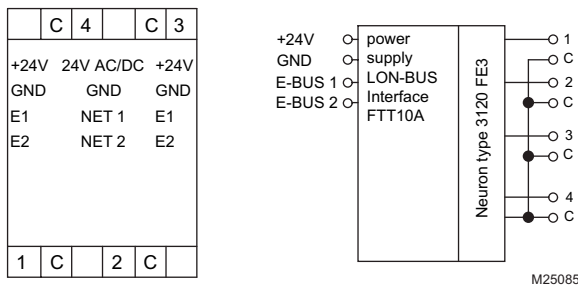 C 4 C 3
+24V 24V AC/DC +24V
GND GND GND
E1 NET 1 E1
E2 NET 2 E2
1 C 2 C
+24V power 1
GND supply C
E-BUS 1 LON-BUS 2
E-BUS 2 Interface C
FTT10A
Neuron type 3120 FE3
3
C
4
C
M25085